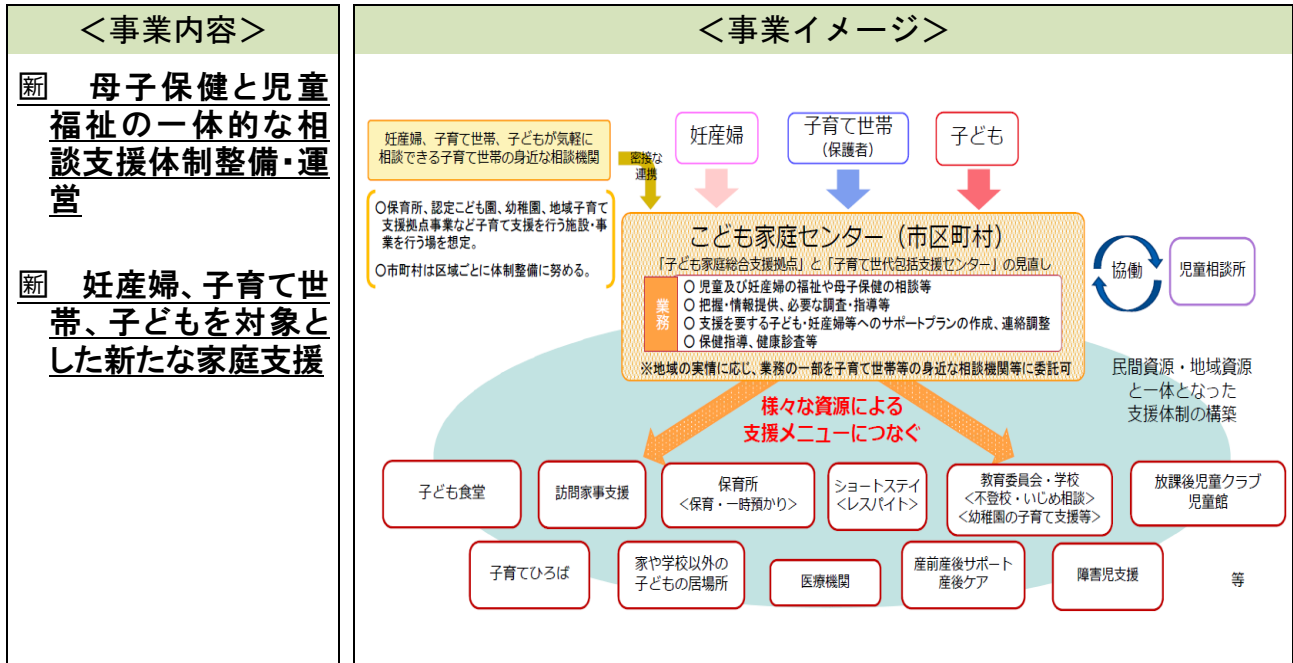 ＜事業内容＞
新 母子保健と児童
福祉の一体的な相
談支援体制整備・運
営
新 妊産婦、子育て世
帯、子どもを対象と
した新たな家庭支援
＜事業イメージ＞
妊産婦、子育て世帯、子どもが気軽に
相談できる子育て世帯の身近な相談機関
密接な
連携
妊産婦
子育て世帯
（保護者）
子ども
〇保育所、認定こども園、幼稚園、地域子育て
支援拠点事業など子育て支援を行う施設・事
業を行う場を想定。
〇市町村は区域ごとに体制整備に努める。
こども家庭センター（市区町村）
「子ども家庭総合支援拠点」と「子育て世代包括支援センター」の見直し
業務
〇 児童及び妊産婦の福祉や母子保健の相談等
〇 把握・情報提供、必要な調査・指導等
〇 支援を要する子ども・妊産婦等へのサポートプランの作成、連絡調整
〇 保健指導、健康診査等
※地域の実情に応じ、業務の一部を子育て世帯等の身近な相談機関等に委託可
協働
児童相談所
様々な資源による
支援メニューにつなぐ
民間資源・地域資源
と一体となった
支援体制の構築
子ども食堂
訪問家事支援
保育所
＜保育・一時預かり＞
ショートステイ
＜レスパイト＞
教育委員会・学校
＜不登校・いじめ相談＞
＜幼稚園の子育て支援等＞
放課後児童クラブ
児童館
子育てひろば
家や学校以外の
子どもの居場所
医療機関
産前産後サポート
産後ケア
障害児支援
等